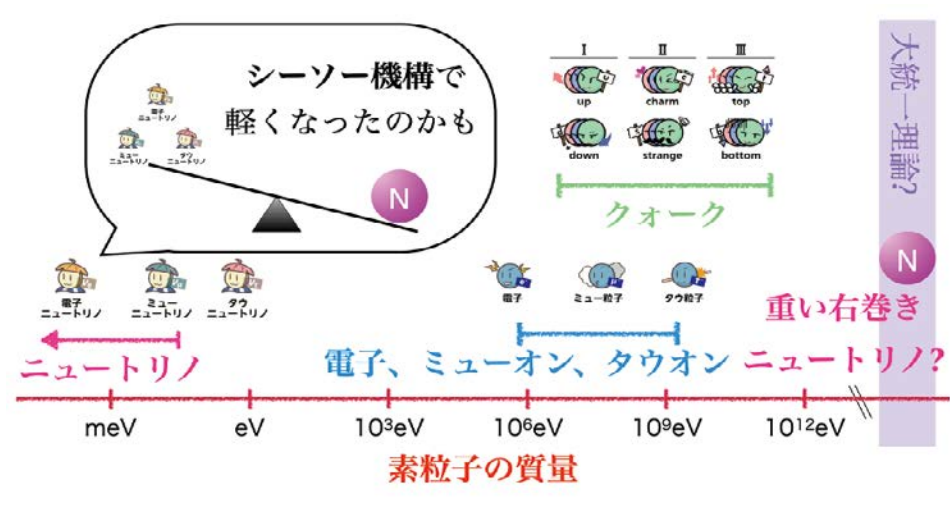 シーソー機構で
軽くなったのかも
電子
ニュートリノ
ミュー
ニュートリノ
タウ
ニュートリノ
N
I II III
up charm top
down strange bottom
クォーク
大統一理論?
N
重い右巻き
ニュートリノ?
電子
ニュートリノ
ミュー
ニュートリノ
タウ
ニュートリノ
ニュートリノ
電子 ミュー粒子 タウ粒子
電子、ミューオン、タウオン
meV eV 10³eV 10⁶eV 10⁹eV 10¹²eV
素粒子の質量